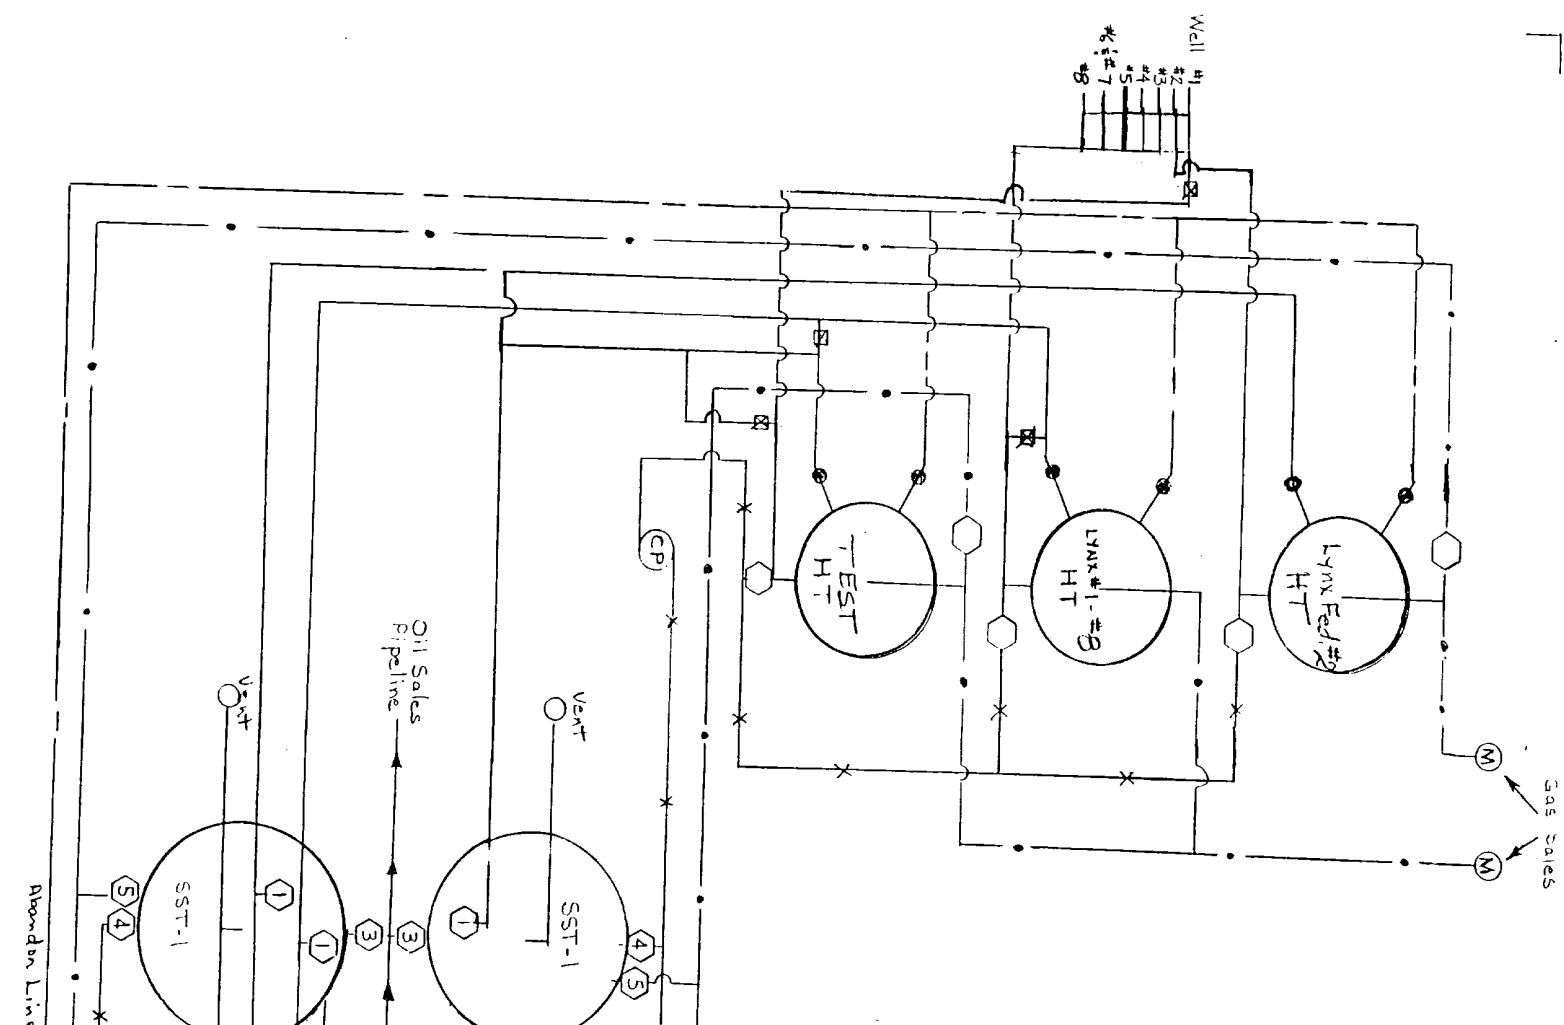 Well #1
#2
#3
#4
#5
#6 & #7
#8
TEST
HT
LYNX #1-#8
HT
Lynx Fed. #2
HT
CP
Oil Sales
Pipeline
Vent
Vent
M
M
Gas Sales
SST-1
SST-1
5
4
1
1
3
3
1
4
5
Abandon Line